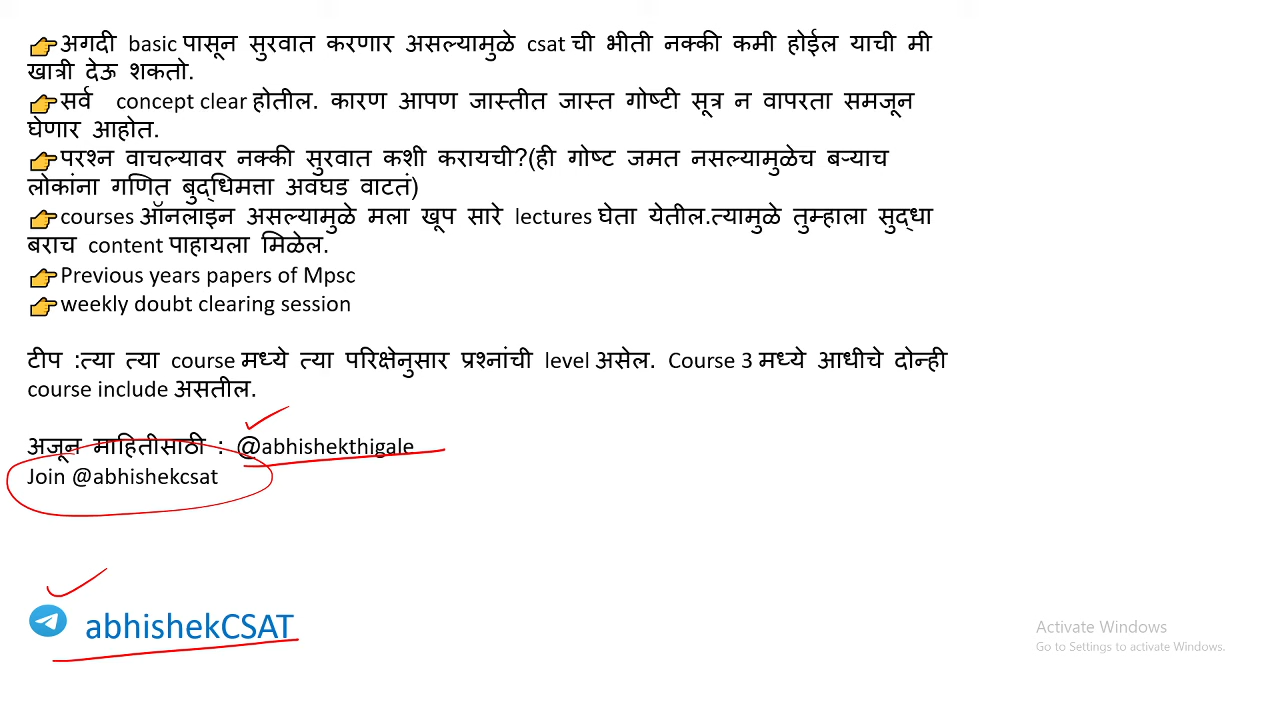 👉अगदी basic पासून सुरवात करणार असल्यामुळे csat ची भीती नक्की कमी होईल याची मी
खात्री देऊ शकतो.
👉सर्व concept clear होतील. कारण आपण जास्तीत जास्त गोष्टी सूत्र न वापरता समजून
घेणार आहोत.
👉परश्न वाचल्यावर नक्की सुरवात कशी करायची?(ही गोष्ट जमत नसल्यामुळेच बऱ्याच
लोकांना गणित बुद्धिमत्ता अवघड वाटतं)
👉courses ऑनलाइन असल्यामुळे मला खूप सारे lectures घेता येतील.त्यामुळे तुम्हाला सुद्धा
बराच content पाहायला मिळेल.
👉Previous years papers of Mpsc
👉weekly doubt clearing session
टीप :त्या त्या course मध्ये त्या परिक्षेनुसार प्रश्नांची level असेल. Course 3 मध्ये आधीचे दोन्ही
course include असतील.
अजून माहितीसाठी : @abhishekthigale
Join @abhishekcsat
abhishekCSAT
Activate Windows
Go to Settings to activate Windows.